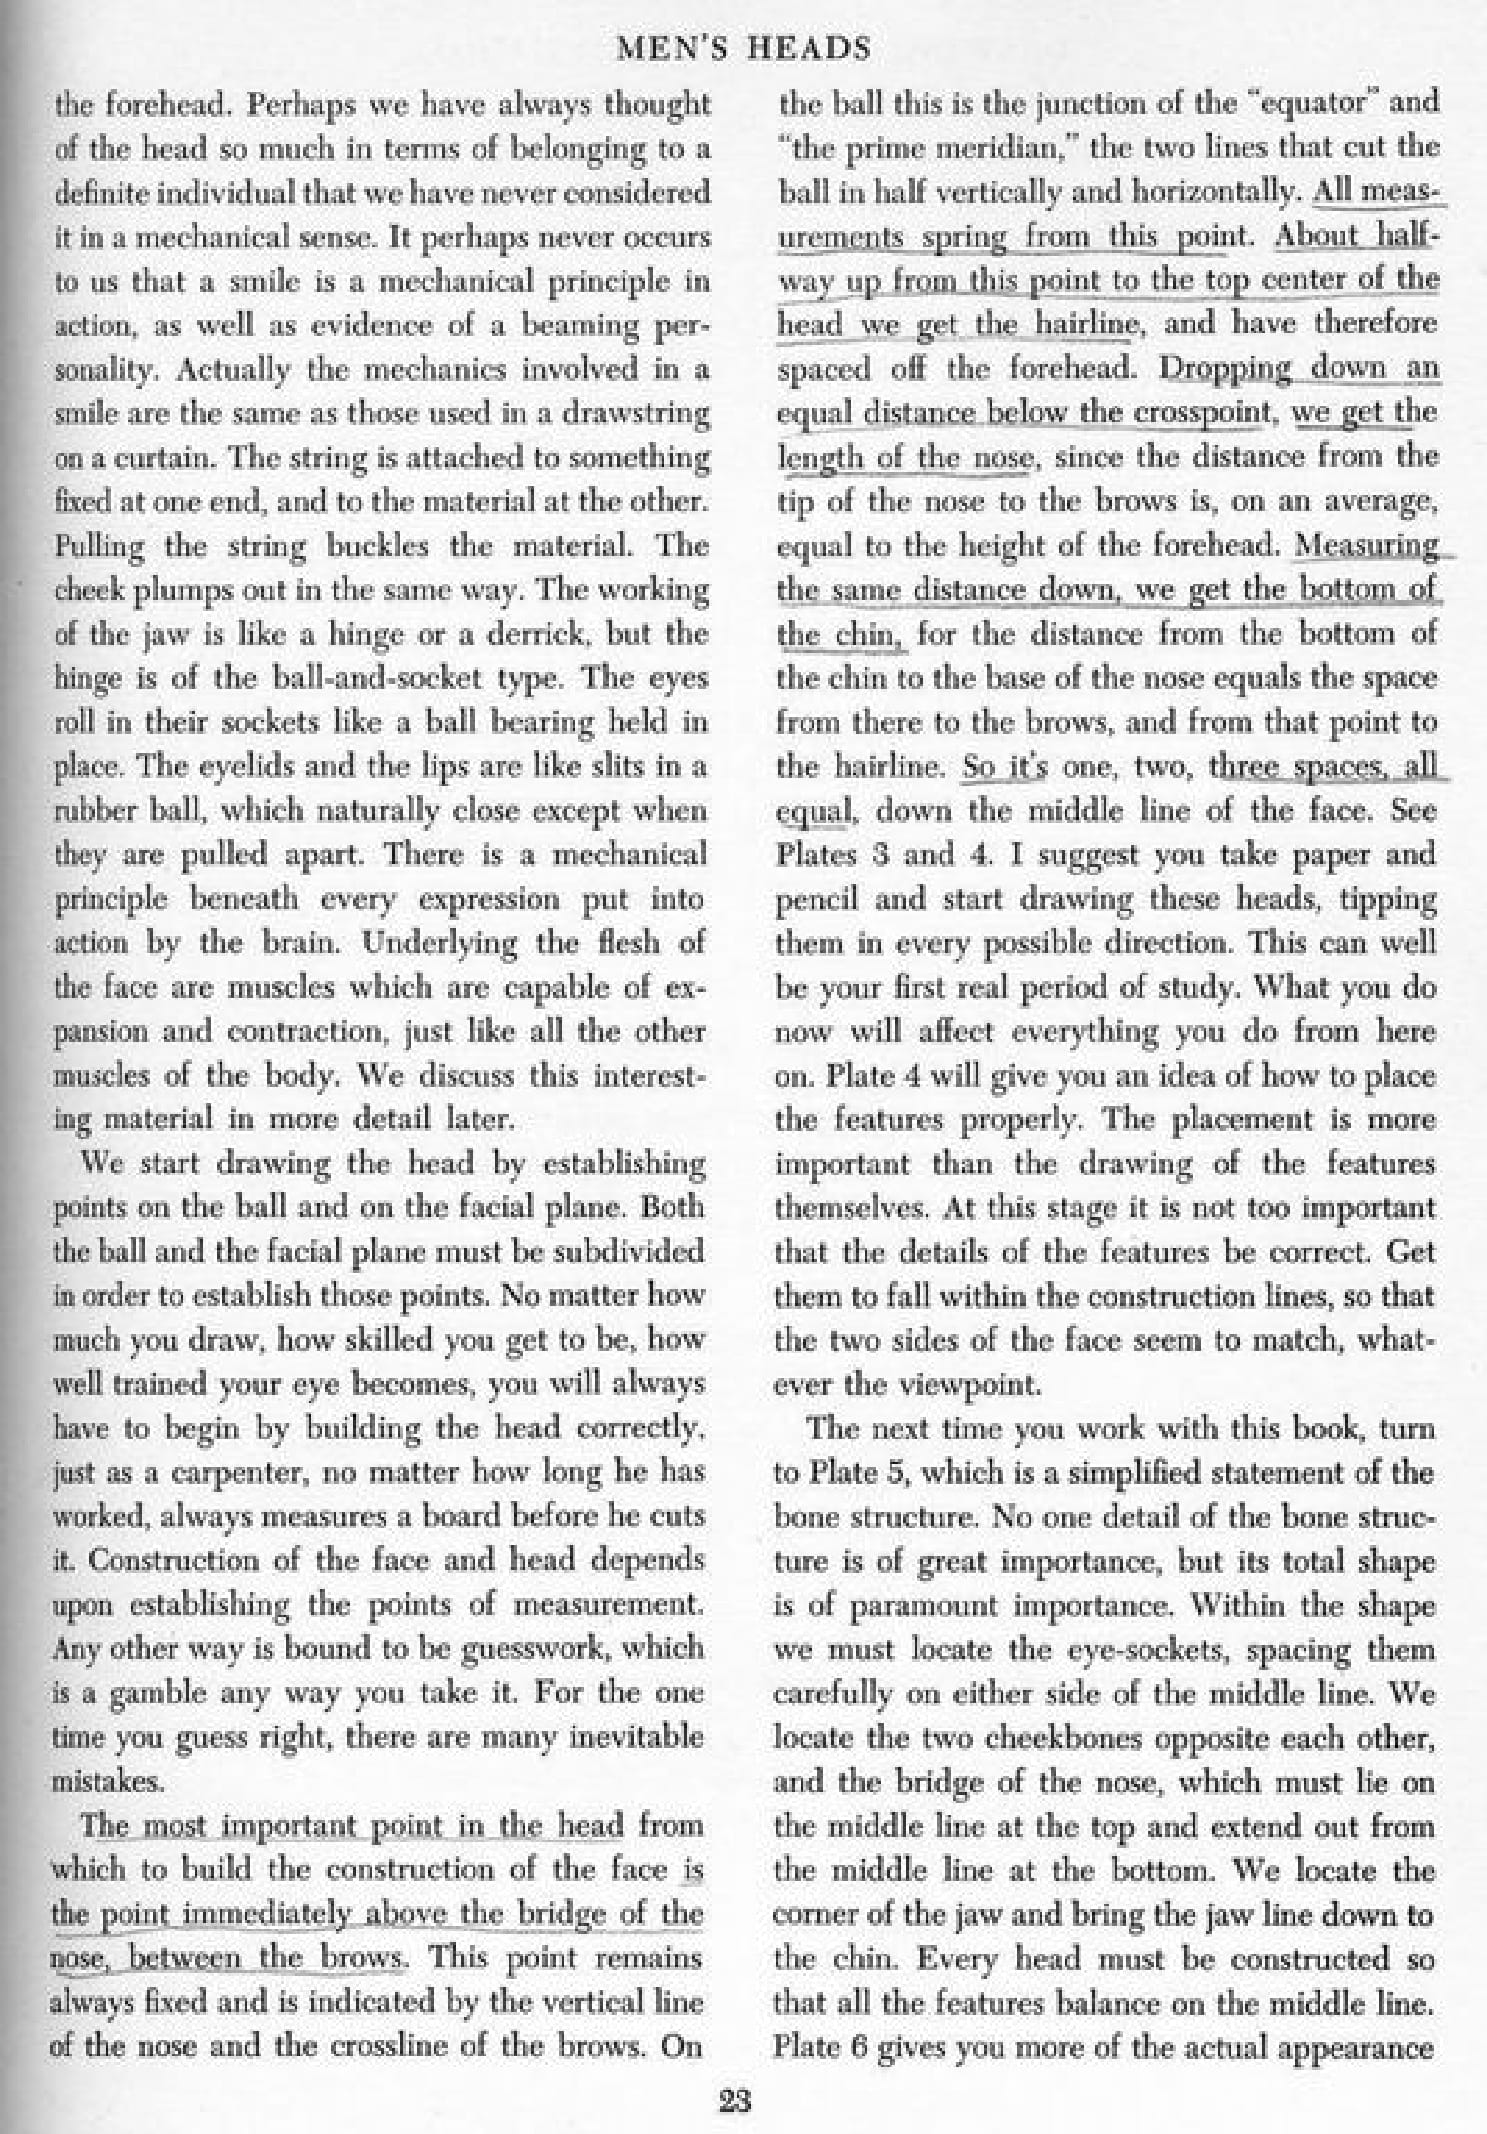 MEN'S HEADS
the forehead. Perhaps we have always thought
of the head so much in terms of belonging to a
definite individual that we have never considered
it in a mechanical sense. It perhaps never occurs
to us that a smile is a mechanical principle in
action, as well as evidence of a beaming per-
sonality. Actually the mechanics involved in a
smile are the same as those used in a drawstring
on a curtain. The string is attached to something
fixed at one end, and to the material at the other.
Pulling the string buckles the material. The
cheek plumps out in the same way. The working
of the jaw is like a hinge or a derrick, but the
hinge is of the ball-and-socket type. The eyes
roll in their sockets like a ball bearing held in
place. The eyelids and the lips are like slits in a
rubber ball, which naturally close except when
they are pulled apart. There is a mechanical
principle beneath every expression put into
action by the brain. Underlying the flesh of
the face are muscles which are capable of ex-
pansion and contraction, just like all the other
muscles of the body. We discuss this interest-
ing material in more detail later.
We start drawing the head by establishing
points on the ball and on the facial plane. Both
the ball and the facial plane must be subdivided
in order to establish those points. No matter how
much you draw, how skilled you get to be, how
well trained your eye becomes, you will always
have to begin by building the head correctly,
just as a carpenter, no matter how long he has
worked, always measures a board before he cuts
it. Construction of the face and head depends
upon establishing the points of measurement.
Any other way is bound to be guesswork, which
is a gamble any way you take it. For the one
time you guess right, there are many inevitable
mistakes.
The most important point in the head from
which to build the construction of the face is
the point immediately above the bridge of the
nose, between the brows. This point remains
always fixed and is indicated by the vertical line
of the nose and the crossline of the brows. On
the ball this is the junction of the "equator" and
"the prime meridian," the two lines that cut the
ball in half vertically and horizontally. All meas-
urements spring from this point. About half-
way up from this point to the top center of the
head we get the hairline, and have therefore
spaced off the forehead. Dropping down an
equal distance below the crosspoint, we get the
length of the nose, since the distance from the
tip of the nose to the brows is, on an average,
equal to the height of the forehead. Measuring
the same distance down, we get the bottom of
the chin, for the distance from the bottom of
the chin to the base of the nose equals the space
from there to the brows, and from that point to
the hairline. So it's one, two, three spaces, all
equal, down the middle line of the face. See
Plates 3 and 4. I suggest you take paper and
pencil and start drawing these heads, tipping
them in every possible direction. This can well
be your first real period of study. What you do
now will affect everything you do from here
on. Plate 4 will give you an idea of how to place
the features properly. The placement is more
important than the drawing of the features
themselves. At this stage it is not too important
that the details of the features be correct. Get
them to fall within the construction lines, so that
the two sides of the face seem to match, what-
ever the viewpoint.
The next time you work with this book, turn
to Plate 5, which is a simplified statement of the
bone structure. No one detail of the bone struc-
ture is of great importance, but its total shape
is of paramount importance. Within the shape
we must locate the eye-sockets, spacing them
carefully on either side of the middle line. We
locate the two cheekbones opposite each other,
and the bridge of the nose, which must lie on
the middle line at the top and extend out from
the middle line at the bottom. We locate the
corner of the jaw and bring the jaw line down to
the chin. Every head must be constructed so
that all the features balance on the middle line.
Plate 6 gives you more of the actual appearance
23